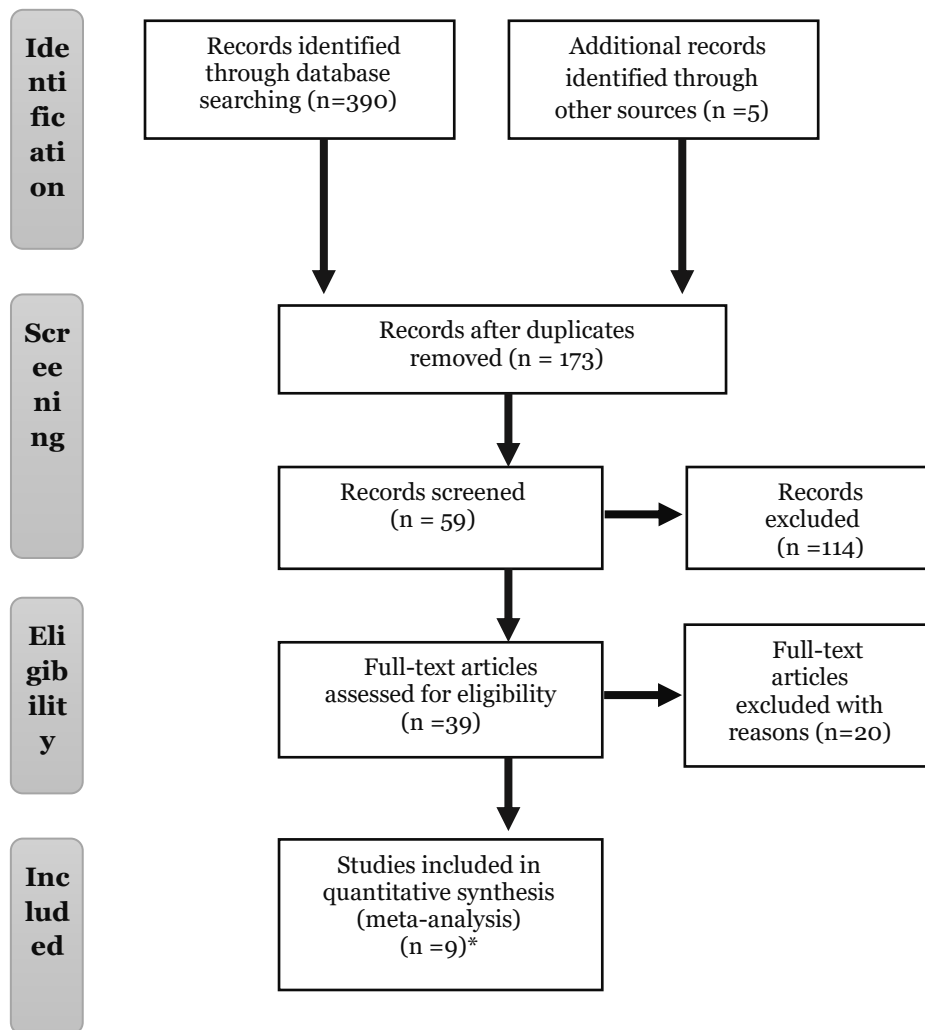 Ide
nti
fic
ati
on
Records identified
through database
searching (n=390)
Additional records
identified through
other sources (n =5)
Scr
ee
ni
ng
Records after duplicates
removed (n = 173)
Records screened
(n = 59)
Records
excluded
(n =114)
Eli
gib
ilit
y
Full-text articles
assessed for eligibility
(n =39)
Full-text
articles
excluded with
reasons (n=20)
Inc
lud
ed
Studies included in
quantitative synthesis
(meta-analysis)
(n =9)*